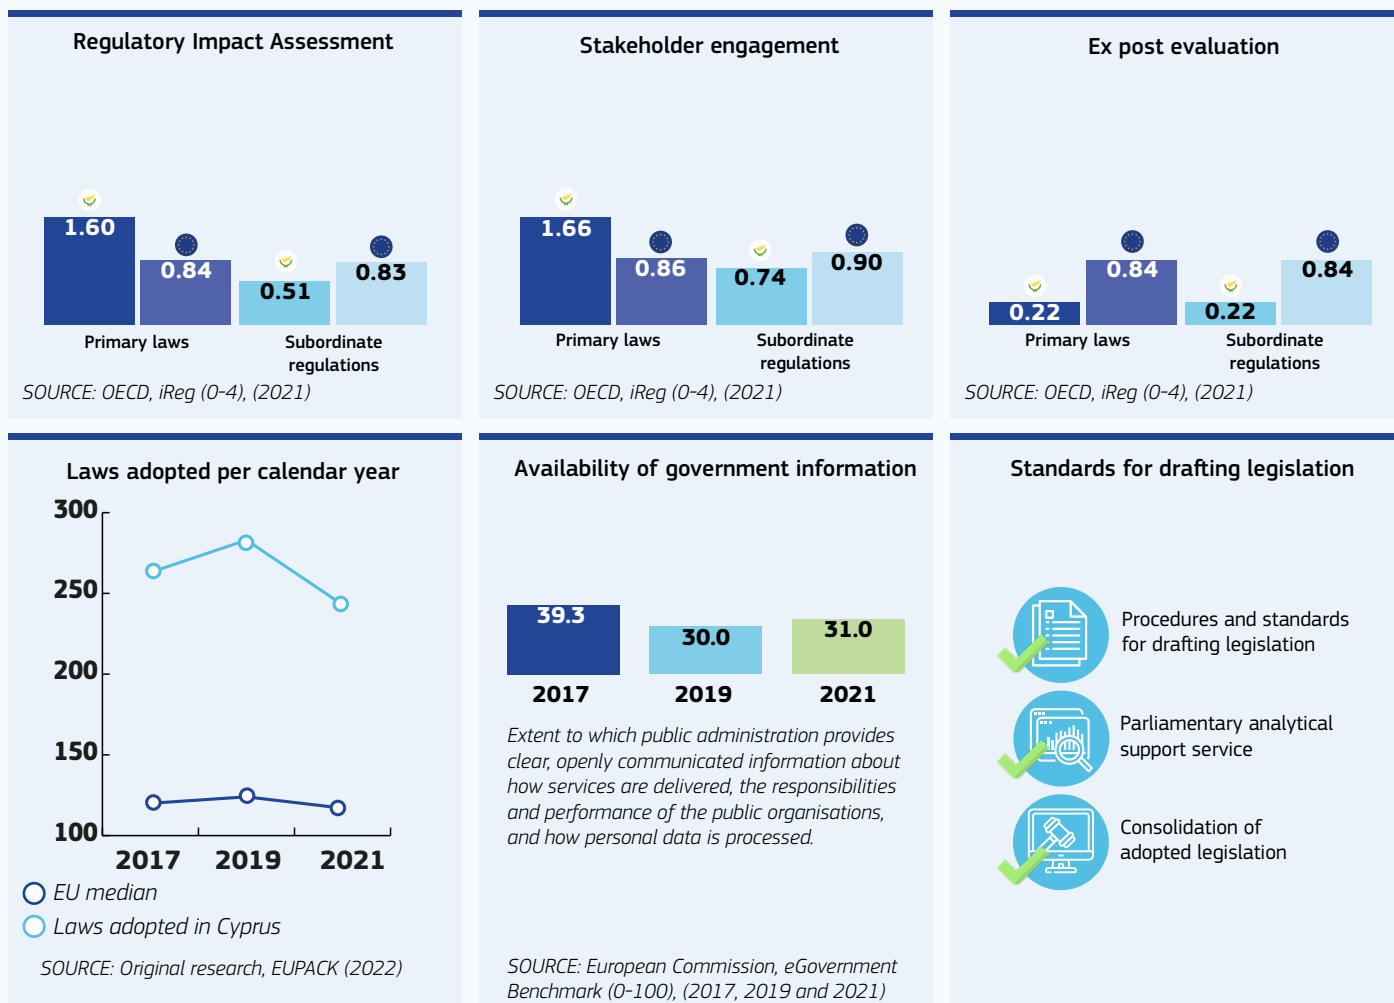 Regulatory Impact Assessment
1.60
0.84
0.51
0.83
Primary laws
Subordinate
regulations
SOURCE: OECD, iReg (0-4), (2021)
Stakeholder engagement
1.66
0.86
0.74
0.90
Primary laws
Subordinate
regulations
SOURCE: OECD, iReg (0-4), (2021)
Ex post evaluation
0.22
0.84
0.22
0.84
Primary laws
Subordinate
regulations
SOURCE: OECD, iReg (0-4), (2021)
Laws adopted per calendar year
300
250
200
150
100
2017 2019 2021
EU median
Laws adopted in Cyprus
SOURCE: Original research, EUPACK (2022)
Availability of government information
39.3
30.0
31.0
2017 2019 2021
Extent to which public administration provides
clear, openly communicated information about
how services are delivered, the responsibilities
and performance of the public organisations,
and how personal data is processed.
SOURCE: European Commission, eGovernment
Benchmark (0-100), (2017, 2019 and 2021)
Standards for drafting legislation
Procedures and standards
for drafting legislation
Parliamentary analytical
support service
Consolidation of
adopted legislation